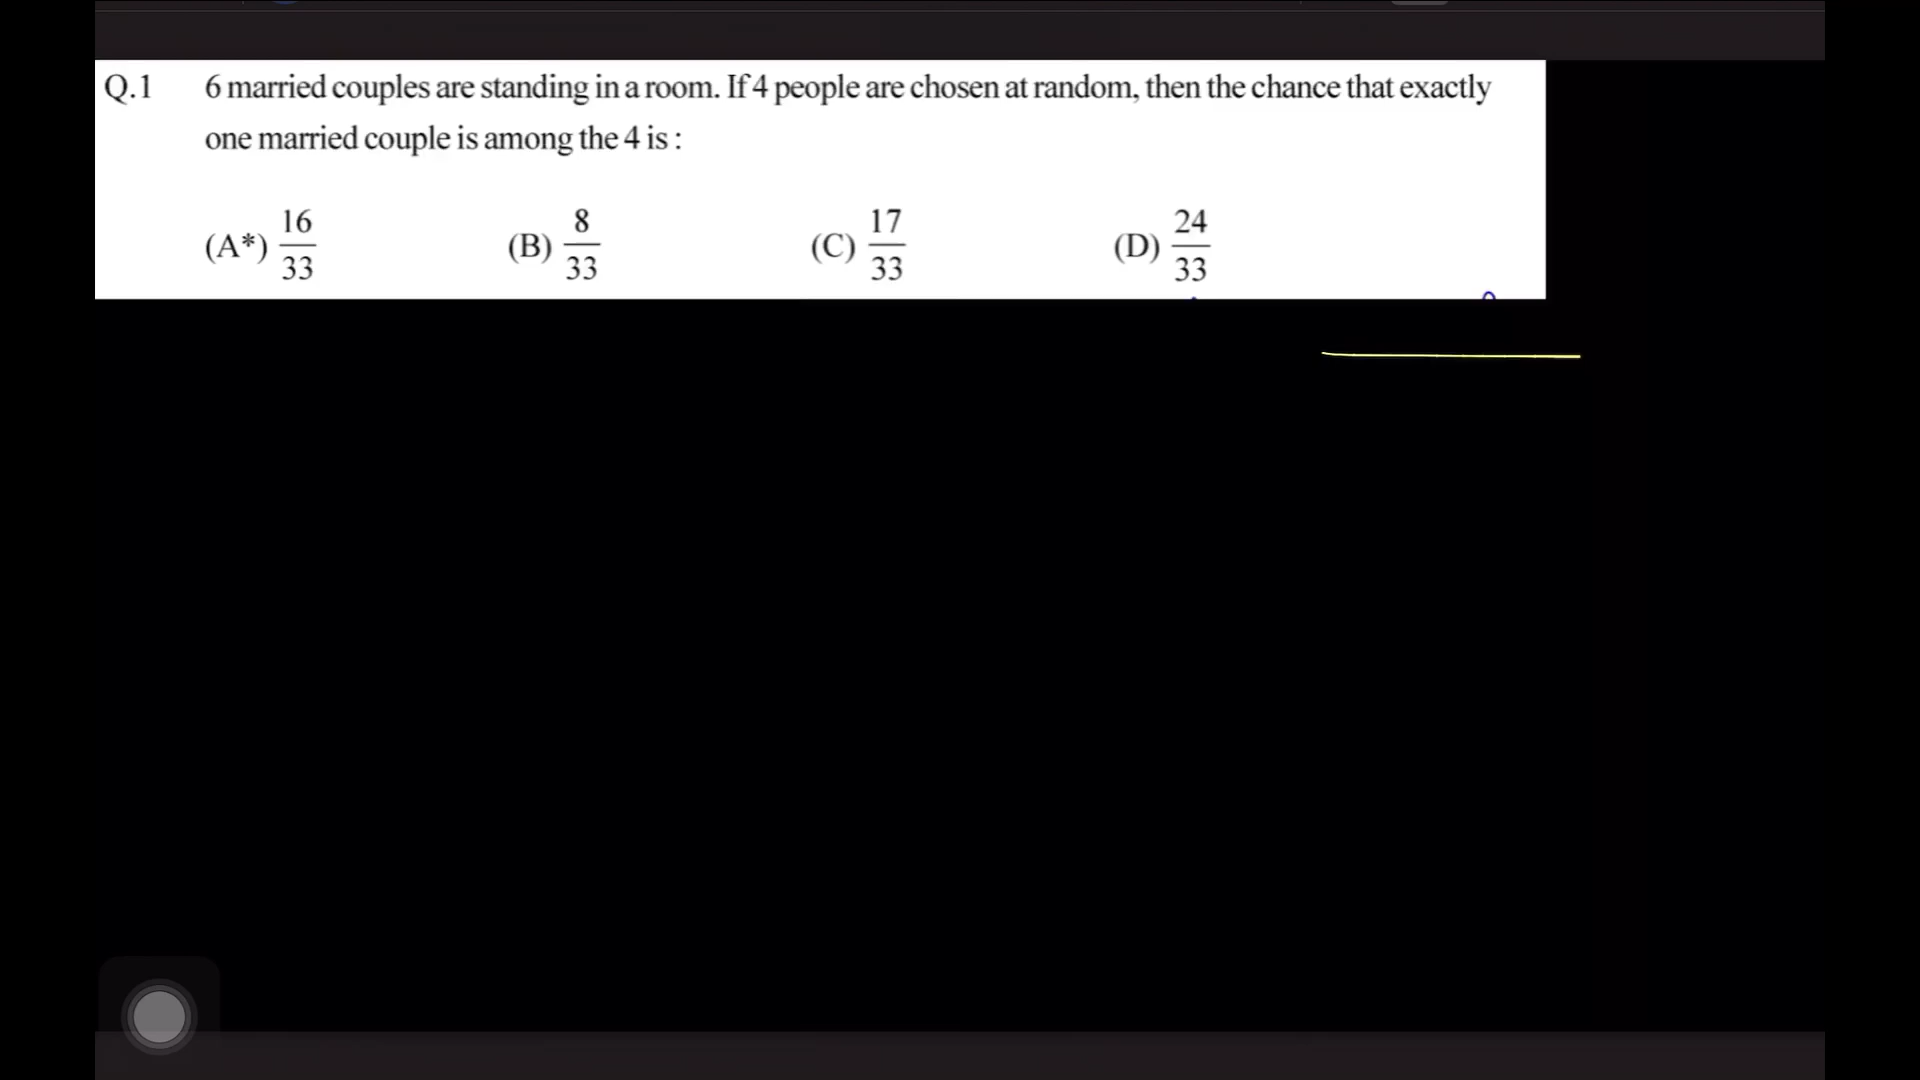 Q.1 6 married couples are standing in a room. If 4 people are chosen at random, then the chance that exactly
one married couple is among the 4 is :
(A*) 16/33 (B) 8/33 (C) 17/33 (D) 24/33